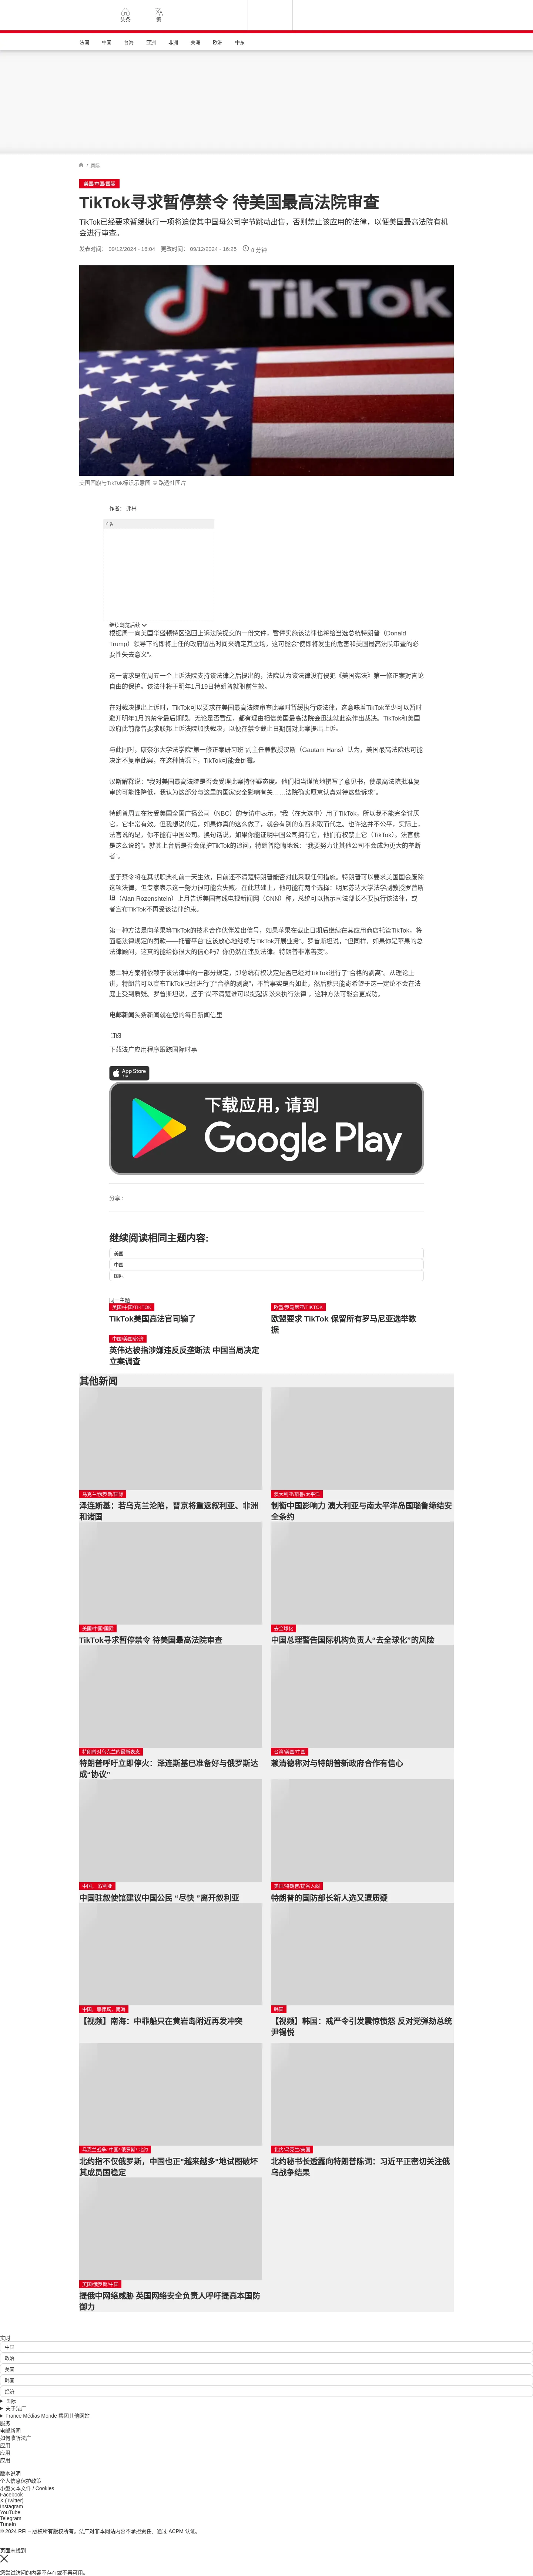 头条
繁
法国
中国
台海
亚洲
非洲
美洲
欧洲
中东
国际
美国/中国/国际
TikTok寻求暂停禁令 待美国最高法院审查
TikTok已经要求暂缓执行一项将迫使其中国母公司字节跳动出售，否则禁止该应用的法律，以便美国最高法院有机
会进行审查。
发表时间： 09/12/2024 - 16:04 更改时间： 09/12/2024 - 16:25 8 分钟
TikTok
美国国旗与TikTok标识示意图 © 路透社图片
作者： 弗林
广告
继续浏览后续
根据周一向美国华盛顿特区巡回上诉法院提交的一份文件，暂停实施该法律也将给当选总统特朗普（Donald
Trump）领导下的即将上任的政府留出时间来确定其立场，这可能会“使即将发生的危害和美国最高法院审查的必
要性失去意义”。
这一请求是在周五一个上诉法院支持该法律之后提出的，法院认为该法律没有侵犯《美国宪法》第一修正案对言论
自由的保护。该法律将于明年1月19日特朗普就职前生效。
在对裁决提出上诉时，TikTok可以要求在美国最高法院审查此案时暂缓执行该法律，这意味着TikTok至少可以暂时
避开明年1月的禁令最后期限。无论是否暂缓，都有理由相信美国最高法院会迅速就此案作出裁决。TikTok和美国
政府此前都曾要求联邦上诉法院加快裁决，以便在禁令截止日期前对此案提出上诉。
与此同时，康奈尔大学法学院“第一修正案研习班”副主任兼教授汉斯（Gautam Hans）认为，美国最高法院也可能
决定不复审此案，在这种情况下，TikTok可能会倒霉。
汉斯解释说：“我对美国最高法院是否会受理此案持怀疑态度。他们相当谨慎地撰写了意见书，使最高法院批准复
审的可能性降低，我认为这部分与这里的国家安全影响有关……法院确实愿意认真对待这些诉求”。
特朗普周五在接受美国全国广播公司（NBC）的专访中表示，“我（在大选中）用了TikTok，所以我不能完全讨厌
它，它非常有效。但我想说的是，如果你真的这么做了，就会有别的东西来取而代之。也许这并不公平，实际上，
法官说的是，你不能有中国公司。换句话说，如果你能证明中国公司拥有它，他们有权禁止它（TikTok）。法官就
是这么说的”。就其上台后是否会保护TikTok的追问，特朗普隐晦地说：“我要努力让其他公司不会成为更大的垄断
者”。
鉴于禁令将在其就职典礼前一天生效，目前还不清楚特朗普能否对此采取任何措施。特朗普可以要求美国国会废除
这项法律，但专家表示这一努力很可能会失败。在此基础上，他可能有两个选择：明尼苏达大学法学副教授罗曾斯
坦（Alan Rozenshtein）上月告诉美国有线电视新闻网（CNN）称，总统可以指示司法部长不要执行该法律，或
者宣布TikTok不再受该法律约束。
第一种方法是向苹果等TikTok的技术合作伙伴发出信号，如果苹果在截止日期后继续在其应用商店托管TikTok，将
面临法律规定的罚款——托管平台“应该放心地继续与TikTok开展业务”。罗曾斯坦说，“但同样，如果你是苹果的总
法律顾问，这真的能给你很大的信心吗？你仍然在违反法律。特朗普非常善变”。
第二种方案将依赖于该法律中的一部分规定，即总统有权决定是否已经对TikTok进行了“合格的剥离”。从理论上
讲，特朗普可以宣布TikTok已经进行了“合格的剥离”，不管事实是否如此，然后就只能寄希望于这一定论不会在法
庭上受到质疑。罗曾斯坦说，鉴于“尚不清楚谁可以提起诉讼来执行法律”，这种方法可能会更成功。
电邮新闻头条新闻就在您的每日新闻信里
订阅
下载法广应用程序跟踪国际时事
App Store
下载应用，请到
Google Play
分享 :
继续阅读相同主题内容:
美国
中国
国际
同一主题
美国/中国/TIKTOK
TikTok美国高法官司输了
欧盟/罗马尼亚/TIKTOK
欧盟要求 TikTok 保留所有罗马尼亚选举数
据
中国/美国/经济
英伟达被指涉嫌违反反垄断法 中国当局决定
立案调查
其他新闻
乌克兰/俄罗斯/国际
泽连斯基：若乌克兰沦陷，普京将重返叙利亚、非洲
和诸国
澳大利亚/瑙鲁/太平洋
制衡中国影响力 澳大利亚与南太平洋岛国瑙鲁缔结安
全条约
美国/中国/国际
TikTok寻求暂停禁令 待美国最高法院审查
去全球化
中国总理警告国际机构负责人“去全球化”的风险
特朗普对乌克兰的最新表态
特朗普呼吁立即停火：泽连斯基已准备好与俄罗斯达
成“协议”
台湾/美国/中国
赖清德称对与特朗普新政府合作有信心
中国、叙利亚
中国驻叙使馆建议中国公民 “尽快 ”离开叙利亚
美国/特朗普/提名人阁
特朗普的国防部长新人选又遭质疑
中国、菲律宾、南海
【视频】南海：中菲船只在黄岩岛附近再发冲突
韩国
【视频】韩国：戒严令引发震惊愤怒 反对党弹劾总统
尹锡悦
乌克兰战争/ 中国/ 俄罗斯/ 北约
北约指不仅俄罗斯，中国也正"越来越多"地试图破坏
其成员国稳定
北约/乌克兰/美国
北约秘书长透露向特朗普陈词：习近平正密切关注俄
乌战争结果
英国/俄罗斯/中国
提俄中网络威胁 英国网络安全负责人呼吁提高本国防
御力
实时
中国
政治
美国
韩国
经济
国际
关于法广
France Médias Monde 集团其他网站
服务
电邮新闻
如何收听法广
应用
应用
应用
版本说明
个人信息保护政策
小型文本文件 / Cookies
Facebook
X (Twitter)
Instagram
YouTube
Telegram
TuneIn
© 2024 RFI – 版权所有版权所有。法广对非本网站内容不承担责任。通过 ACPM 认证。
页面未找到
您尝试访问的内容不存在或不再可用。